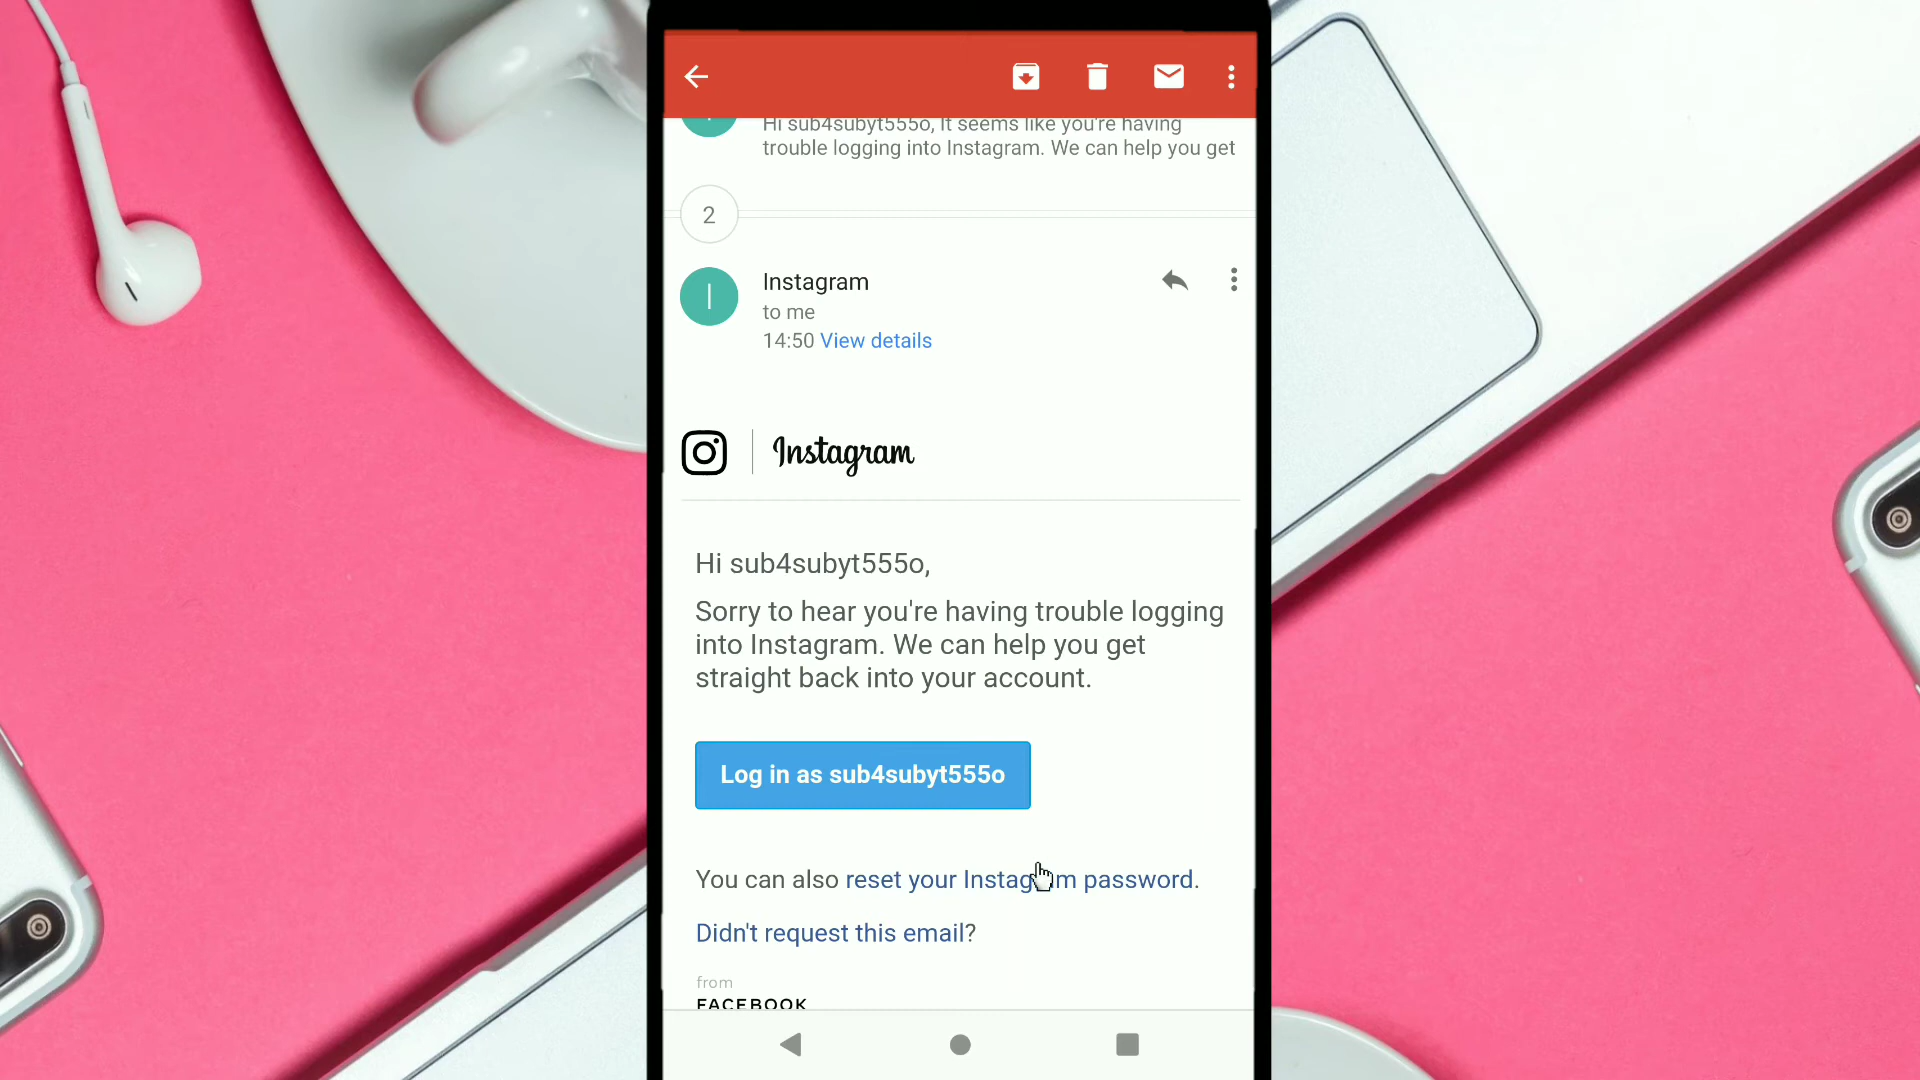 Hi sub4subyt555o, It seems like you're having
trouble logging into Instagram. We can help you get
2
I
Instagram
to me
14:50 View details
Instagram
Hi sub4subyt555o,
Sorry to hear you're having trouble logging
into Instagram. We can help you get
straight back into your account.
Log in as sub4subyt555o
You can also reset your Instagram password.
Didn't request this email?
from
FACEBOOK